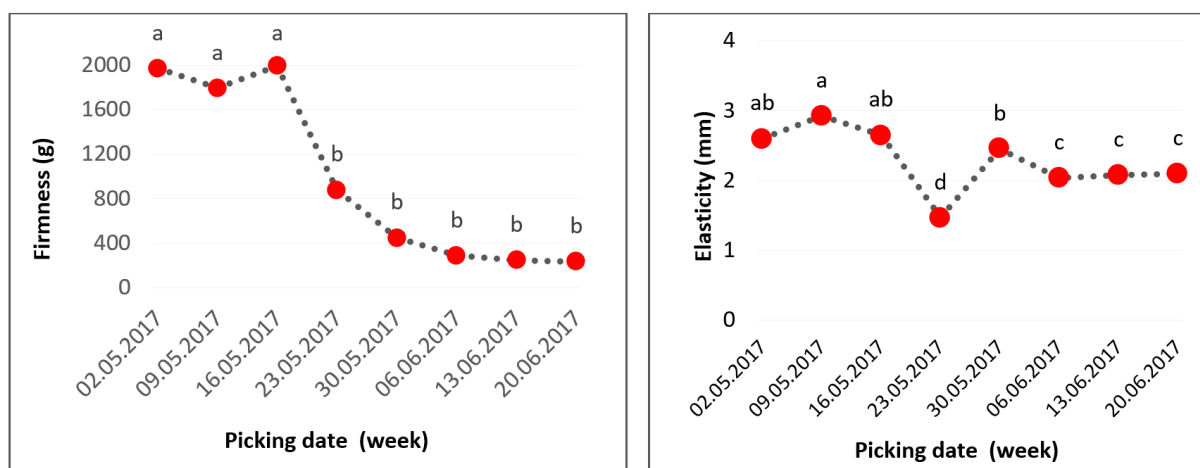 Firmness (g)
2000
1600
1200
800
400
0
a
a
a
b
b
b
b
b
02.05.2017
09.05.2017
16.05.2017
23.05.2017
30.05.2017
06.06.2017
13.06.2017
20.06.2017
Picking date (week)
Elasticity (mm)
4
3
2
1
0
ab
a
ab
d
b
c
c
c
02.05.2017
09.05.2017
16.05.2017
23.05.2017
30.05.2017
06.06.2017
13.06.2017
20.06.2017
Picking date (week)